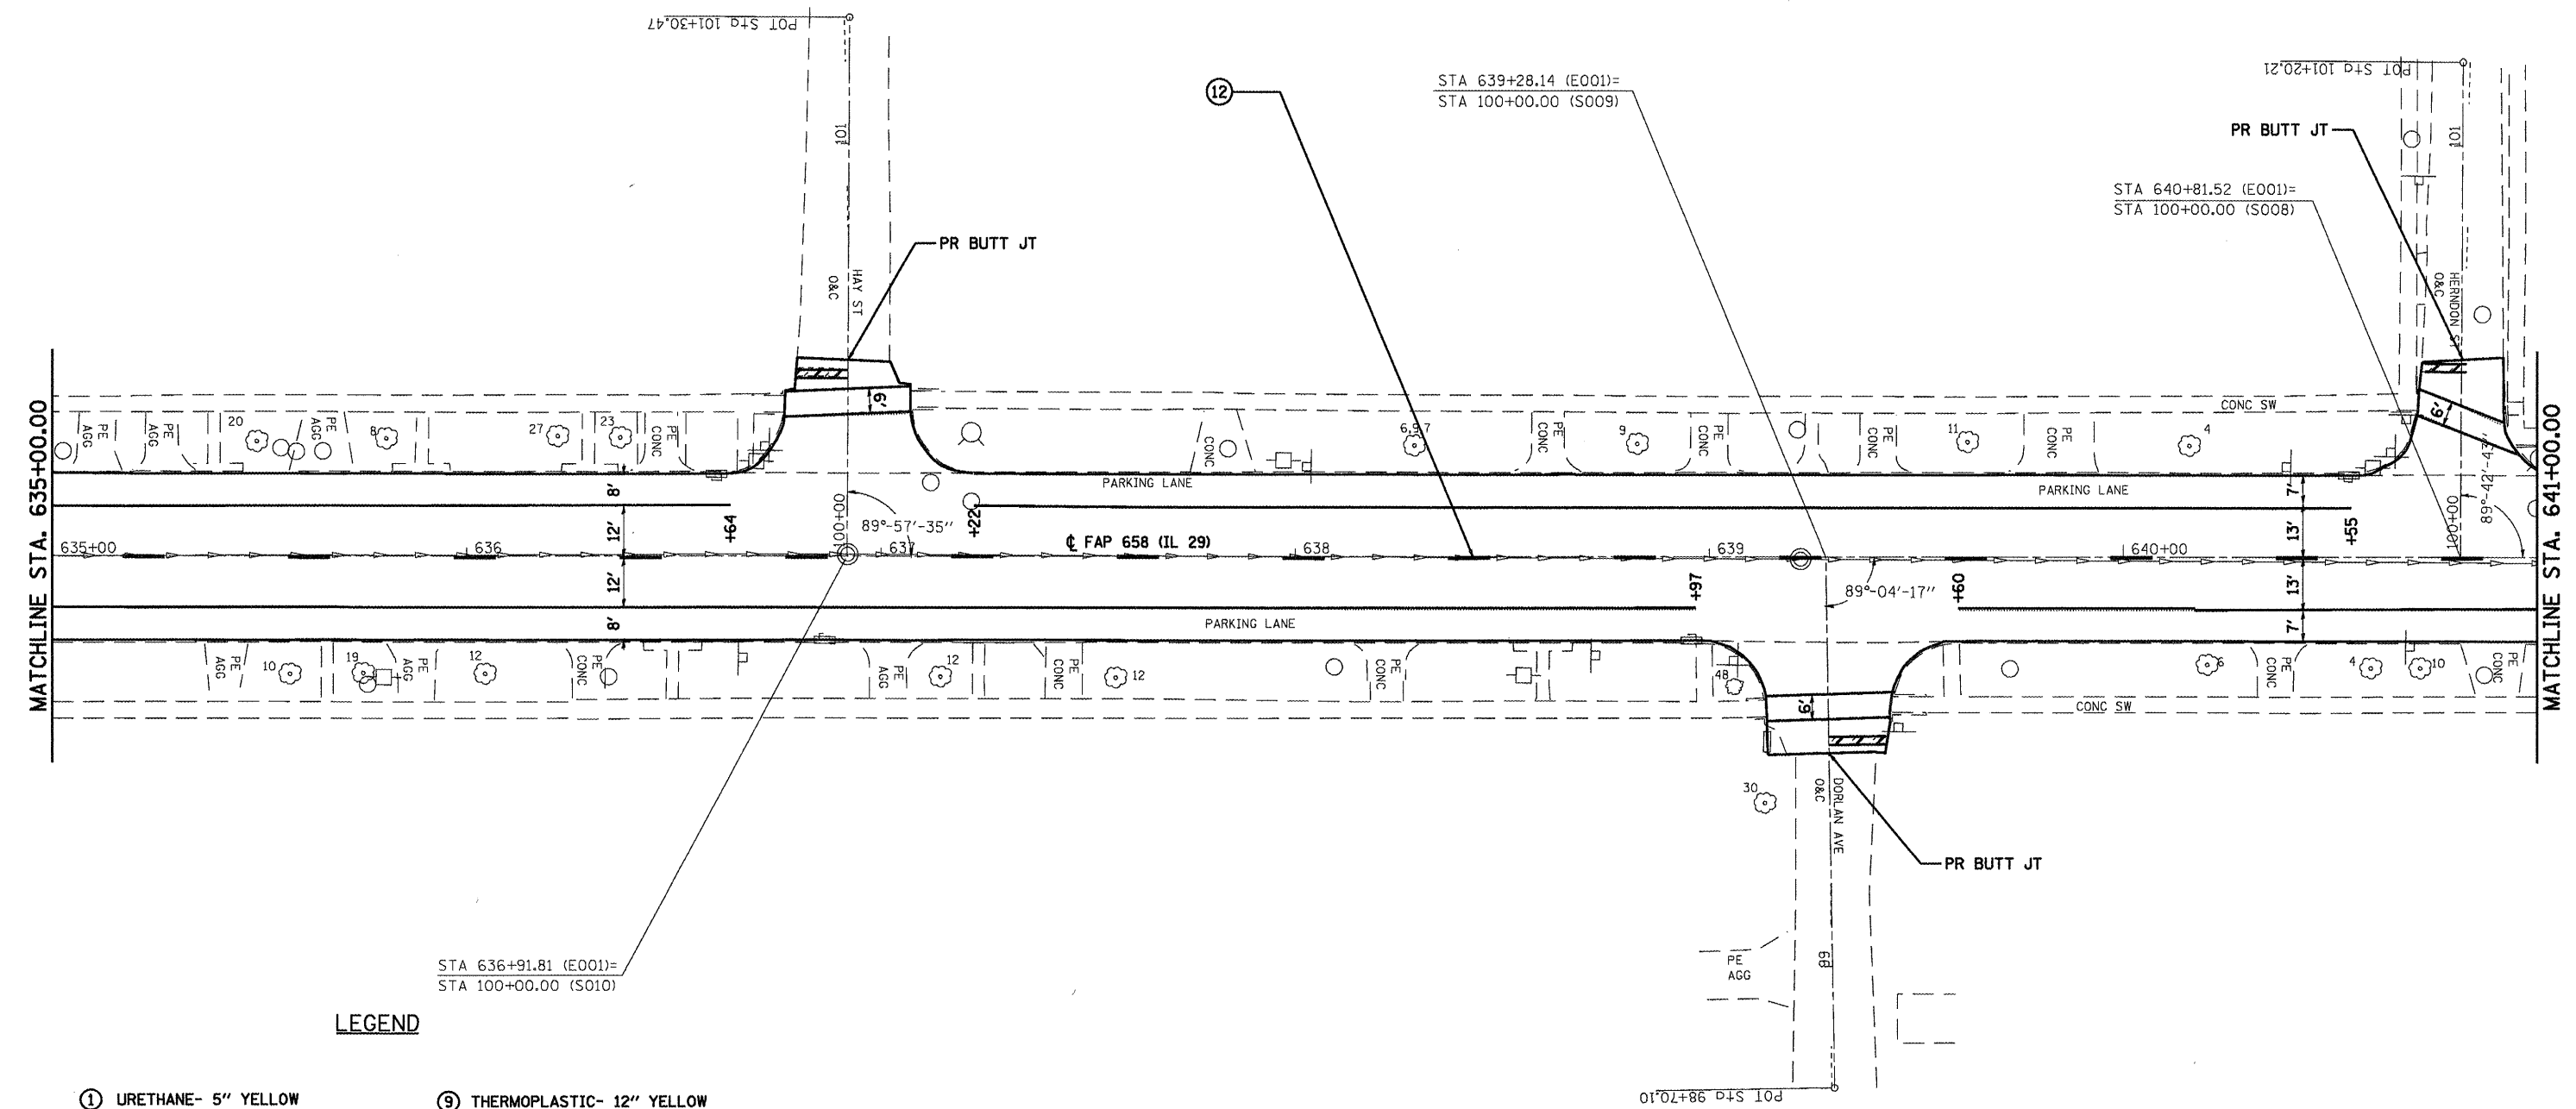 POT Sta 101+30.47
POT Sta 101+20.21
12
STA 639+28.14 (E001)=
STA 100+00.00 (S009)
PR BUTT JT
101
101
STA 640+81.52 (E001)=
STA 100+00.00 (S008)
PR BUTT JT
HAY ST
O&C
HERNDON ST
O&C
MATCHLINE STA. 635+00.00
MATCHLINE STA. 641+00.00
6'
6'
CONC SW
PE AGG
PE AGG
20
PE AGG
8
27
23
PE CONC
CONC
6,9,7
PE CONC
9
PE CONC
PE CONC
11
PE CONC
4
PARKING LANE
PARKING LANE
8'
12'
12'
8'
+64
100+00
89°-57'-35"
+22
7'
13'
13'
7'
+55
100+00
89°-42'-43"
635+00
636
637
℄ FAP 658 (IL 29)
638
639
640+00
+97
+60
89°-04'-17"
PARKING LANE
PE AGG
10
19
PE AGG
12
PE CONC
PE AGG
12
PE CONC
12
PE CONC
48
6
PE CONC
4
10
PE CONC
6'
CONC SW
30
DORLAN AVE
O&C
PR BUTT JT
99
PE
AGG
STA 636+91.81 (E001)=
STA 100+00.00 (S010)
POT Sta 98+70.10
LEGEND
1 URETHANE- 5" YELLOW
9 THERMOPLASTIC- 12" YELLOW